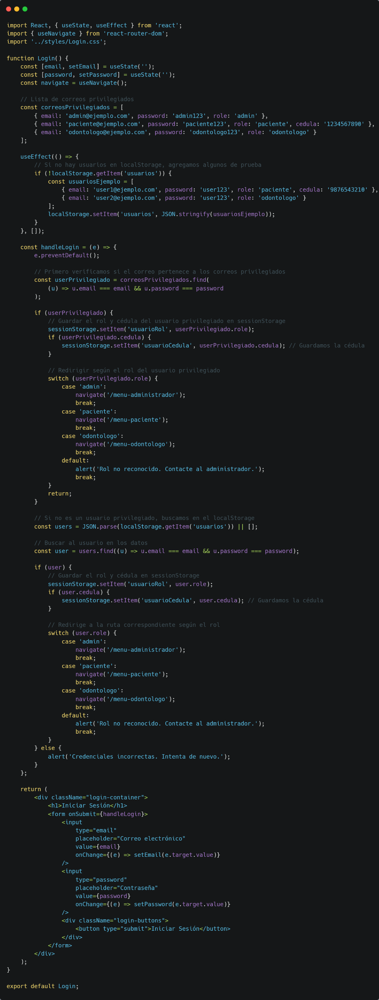 import React, { useState, useEffect } from 'react';
import { useNavigate } from 'react-router-dom';
import '../styles/Login.css';

function Login() {
    const [email, setEmail] = useState('');
    const [password, setPassword] = useState('');
    const navigate = useNavigate();

    // Lista de correos privilegiados
    const correosPrivilegiados = [
        { email: 'admin@ejemplo.com', password: 'admin123', role: 'admin' },
        { email: 'paciente@ejemplo.com', password: 'paciente123', role: 'paciente', cedula: '1234567890' },
        { email: 'odontologo@ejemplo.com', password: 'odontologo123', role: 'odontologo' }
    ];

    useEffect(() => {
        // Si no hay usuarios en localStorage, agregamos algunos de prueba
        if (!localStorage.getItem('usuarios')) {
            const usuariosEjemplo = [
                { email: 'user1@ejemplo.com', password: 'user123', role: 'paciente', cedula: '9876543210' },
                { email: 'user2@ejemplo.com', password: 'user123', role: 'odontologo' }
            ];
            localStorage.setItem('usuarios', JSON.stringify(usuariosEjemplo));
        }
    }, []);

    const handleLogin = (e) => {
        e.preventDefault();

        // Primero verificamos si el correo pertenece a los correos privilegiados
        const userPrivilegiado = correosPrivilegiados.find(
            (u) => u.email === email && u.password === password
        );

        if (userPrivilegiado) {
            // Guardar el rol y cédula del usuario privilegiado en sessionStorage
            sessionStorage.setItem('usuarioRol', userPrivilegiado.role);
            if (userPrivilegiado.cedula) {
                sessionStorage.setItem('usuarioCedula', userPrivilegiado.cedula); // Guardamos la cédula
            }

            // Redirigir según el rol del usuario privilegiado
            switch (userPrivilegiado.role) {
                case 'admin':
                    navigate('/menu-administrador');
                    break;
                case 'paciente':
                    navigate('/menu-paciente');
                    break;
                case 'odontologo':
                    navigate('/menu-odontologo');
                    break;
                default:
                    alert('Rol no reconocido. Contacte al administrador.');
                    break;
            }
            return;
        }

        // Si no es un usuario privilegiado, buscamos en el localStorage
        const users = JSON.parse(localStorage.getItem('usuarios')) || [];

        // Buscar al usuario en los datos
        const user = users.find((u) => u.email === email && u.password === password);

        if (user) {
            // Guardar el rol y cédula en sessionStorage
            sessionStorage.setItem('usuarioRol', user.role);
            if (user.cedula) {
                sessionStorage.setItem('usuarioCedula', user.cedula); // Guardamos la cédula
            }

            // Redirige a la ruta correspondiente según el rol
            switch (user.role) {
                case 'admin':
                    navigate('/menu-administrador');
                    break;
                case 'paciente':
                    navigate('/menu-paciente');
                    break;
                case 'odontologo':
                    navigate('/menu-odontologo');
                    break;
                default:
                    alert('Rol no reconocido. Contacte al administrador.');
                    break;
            }
        } else {
            alert('Credenciales incorrectas. Intenta de nuevo.');
        }
    };

    return (
        <div className="login-container">
            <h1>Iniciar Sesión</h1>
            <form onSubmit={handleLogin}>
                <input
                    type="email"
                    placeholder="Correo electrónico"
                    value={email}
                    onChange={(e) => setEmail(e.target.value)}
                />
                <input
                    type="password"
                    placeholder="Contraseña"
                    value={password}
                    onChange={(e) => setPassword(e.target.value)}
                />
                <div className="login-buttons">
                    <button type="submit">Iniciar Sesión</button>
                </div>
            </form>
        </div>
    );
}

export default Login;